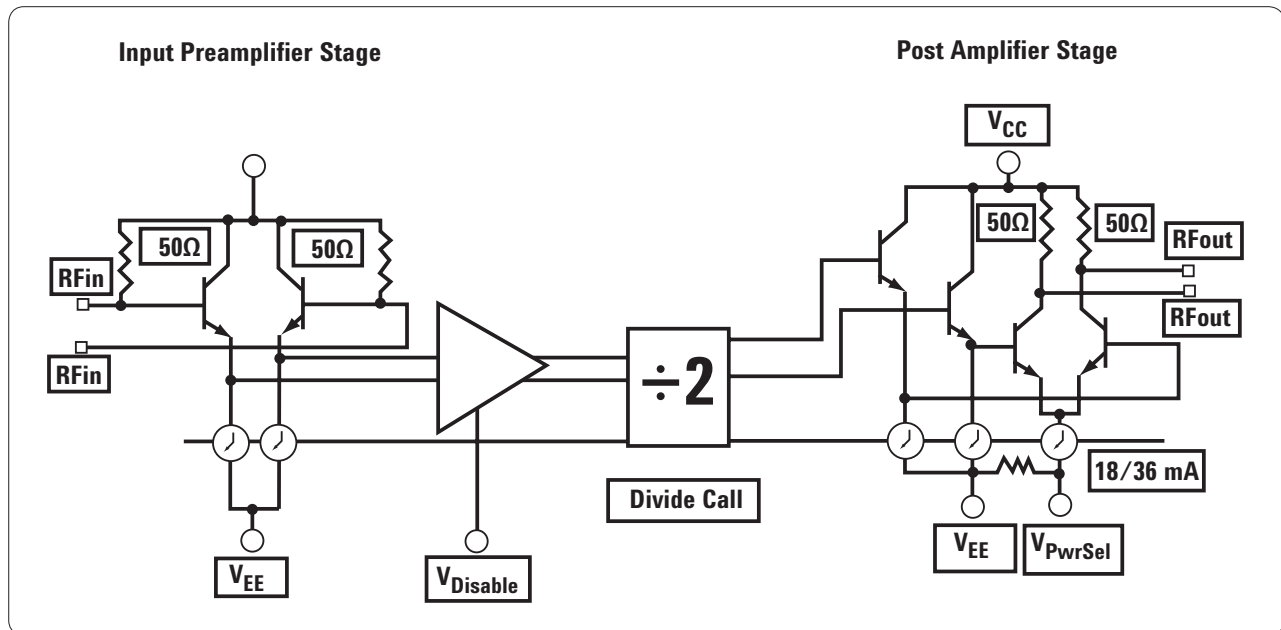 Input Preamplifier Stage
Post Amplifier Stage
VCC
50Ω
50Ω
50Ω
50Ω
RFin
RFin
RFout
RFout
÷2
18/36 mA
Divide Call
VEE
VDisable
VEE
VPwrSel